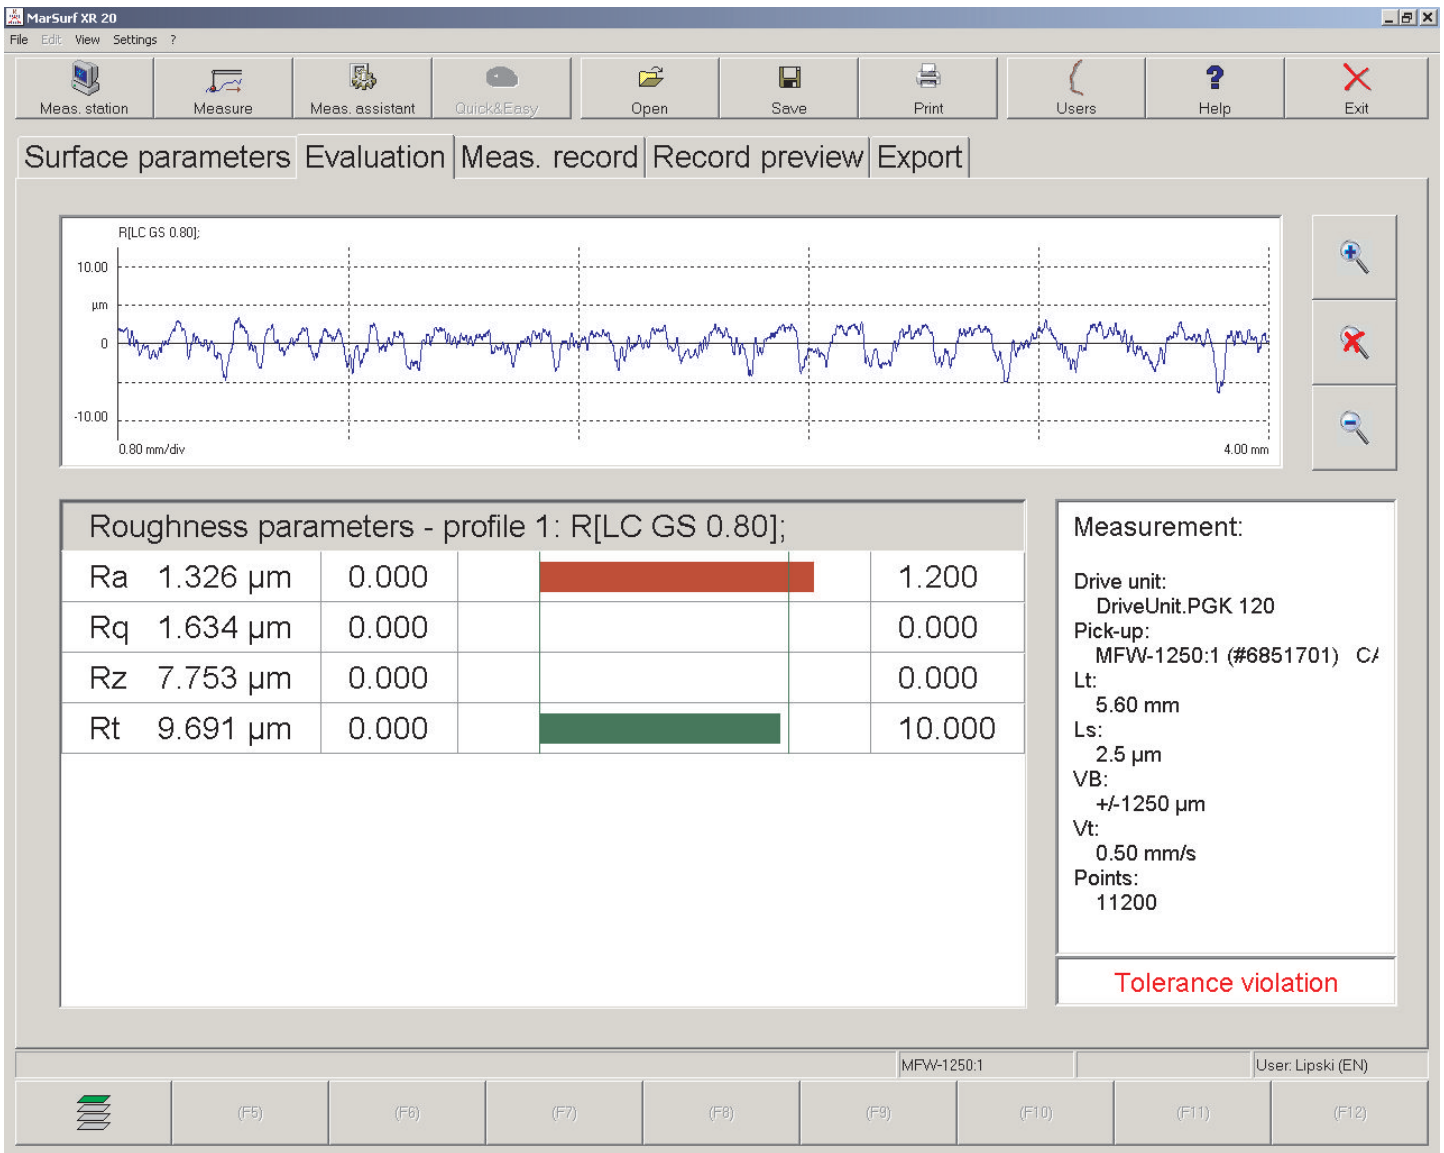 MarSurf XR 20
File Edit View Settings ?
Meas. station Measure Meas. assistant Quick&Easy Open Save Print Users Help Exit
Surface parameters Evaluation Meas. record Record preview Export
R[LC GS 0.80];
10.00
µm
0
-10.00
0.80 mm/div 4.00 mm
Roughness parameters - profile 1: R[LC GS 0.80];
Ra 1.326 µm 0.000 1.200
Rq 1.634 µm 0.000 0.000
Rz 7.753 µm 0.000 0.000
Rt 9.691 µm 0.000 10.000
Measurement:
Drive unit:
DriveUnit.PGK 120
Pick-up:
MFW-1250:1 (#6851701)
Lt:
5.60 mm
Ls:
2.5 µm
VB:
+/-1250 µm
Vt:
0.50 mm/s
Points:
11200
Tolerance violation
MFW-1250:1 User: Lipski (EN)
(F5) (F6) (F7) (F8) (F9) (F10) (F11) (F12)